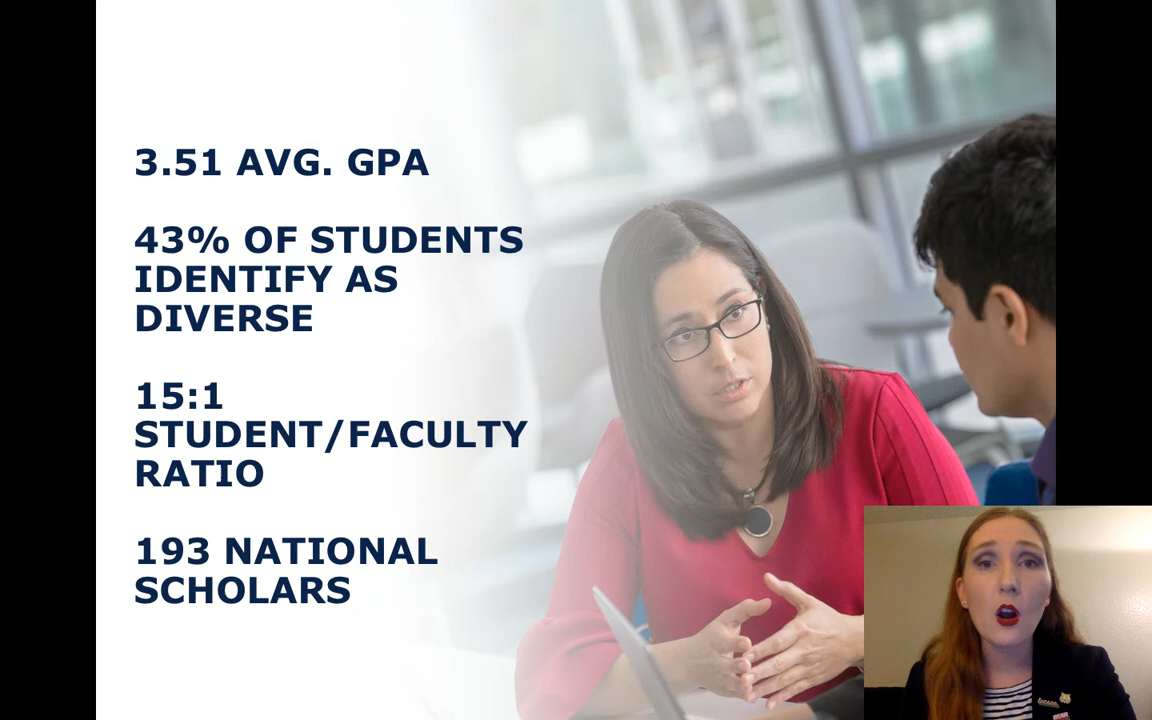 3.51 AVG. GPA
43% OF STUDENTS
IDENTIFY AS
DIVERSE
15:1
STUDENT/FACULTY
RATIO
193 NATIONAL
SCHOLARS